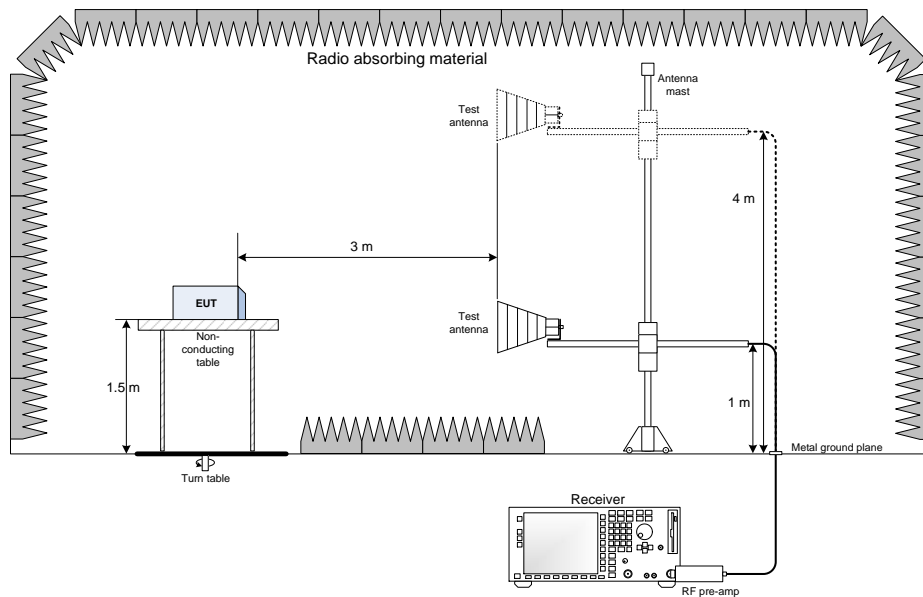 Radio absorbing material
Antenna
mast
Test
antenna
4 m
3 m
EUT
Test
antenna
Non-
conducting
table
1.5 m
1 m
Metal ground plane
Turn table
Receiver
RF pre-amp